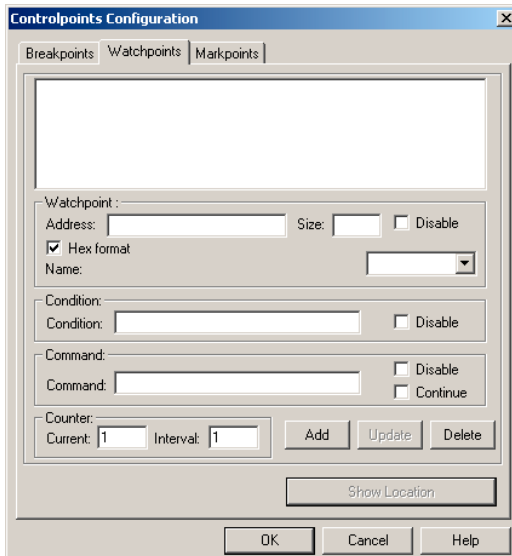 Controlpoints Configuration
Breakpoints Watchpoints Markpoints
Watchpoint :
Address: Size: Disable
Hex format
Name:
Condition:
Condition: Disable
Command:
Disable
Command:
Continue
Counter:
Current: 1 Interval: 1 Add Update Delete
Show Location
OK Cancel Help